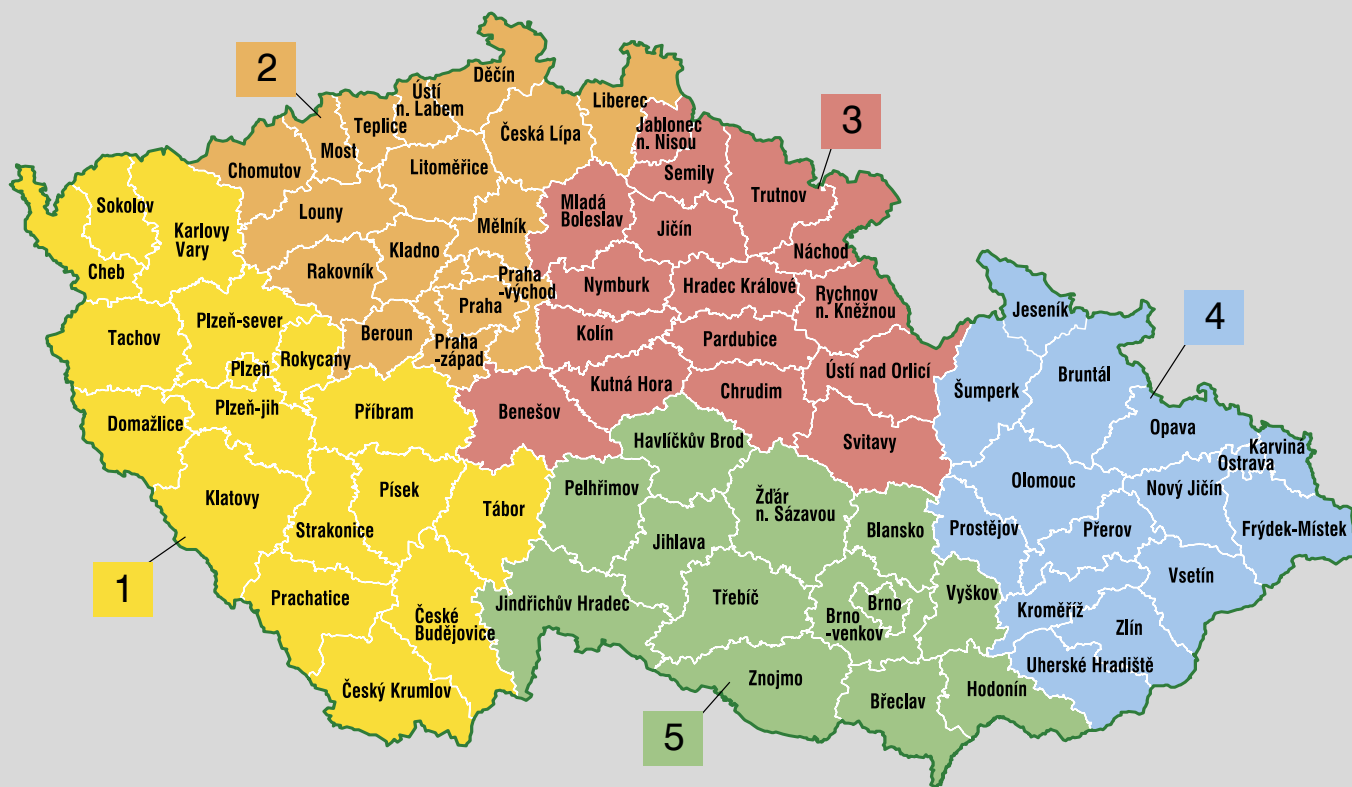 2
Děčín
Ústí
n. Labem
Teplice
Most
Chomutov
Liberec
Česká Lípa
Litoměřice
Louny
Mělník
Kladno
Rakovník
Praha
-východ
Praha
Beroun
Praha
-západ
3
Jablonec
n. Nisou
Semily
Trutnov
Mladá
Boleslav
Jičín
Náchod
Nymburk
Hradec Králové
Rychnov
n. Kněžnou
Kolín
Pardubice
Ústí nad Orlicí
Kutná Hora
Chrudim
Benešov
Svitavy
Sokolov
Karlovy
Vary
Cheb
Tachov
Plzeň-sever
Rokycany
Plzeň
Domažlice
Plzeň-jih
Příbram
Klatovy
Písek
Tábor
Strakonice
1
Prachatice
České
Budějovice
Český Krumlov
4
Jeseník
Šumperk
Bruntál
Opava
Karviná
Ostrava
Olomouc
Nový Jičín
Frýdek-Místek
Prostějov
Přerov
Vsetín
Kroměříž
Zlín
Uherské Hradiště
Havlíčkův Brod
Pelhřimov
Žďár
n. Sázavou
Blansko
Jihlava
Jindřichův Hradec
Třebíč
Brno
Brno
-venkov
Vyškov
Znojmo
Břeclav
Hodonín
5